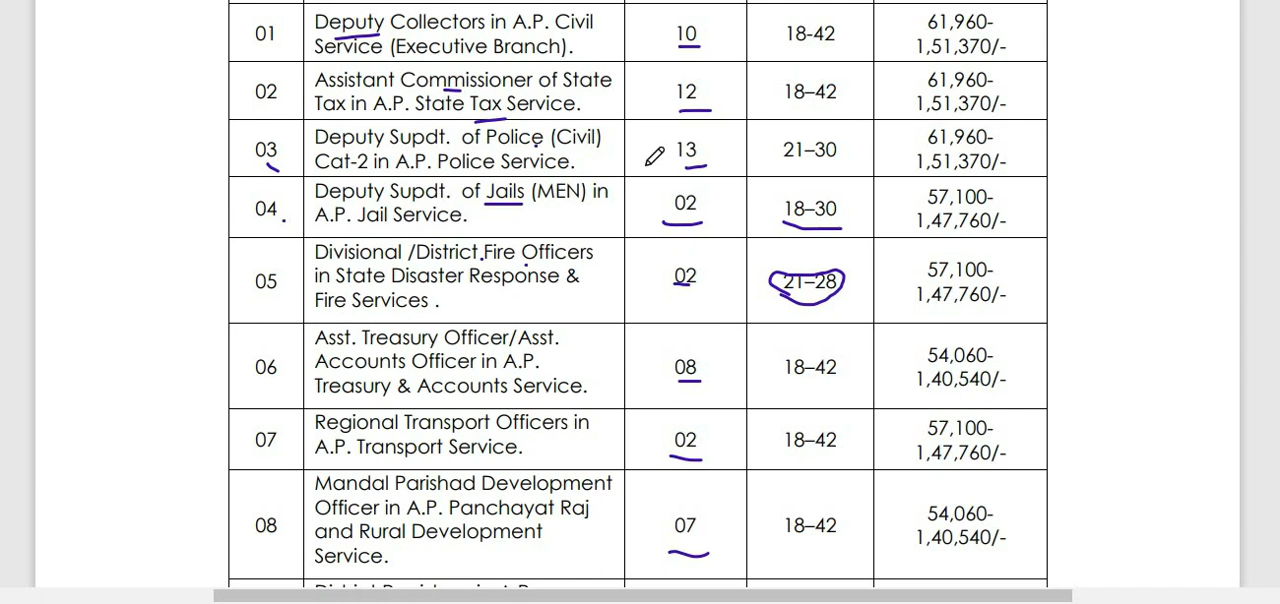 01
Deputy Collectors in A.P. Civil
Service (Executive Branch).
10
18-42
61,960-
1,51,370/-
02
Assistant Commissioner of State
Tax in A.P. State Tax Service.
12
18–42
61,960-
1,51,370/-
03
Deputy Supdt. of Police (Civil)
Cat-2 in A.P. Police Service.
13
21–30
61,960-
1,51,370/-
04
Deputy Supdt. of Jails (MEN) in
A.P. Jail Service.
02
18–30
57,100-
1,47,760/-
05
Divisional /District Fire Officers
in State Disaster Response &
Fire Services .
02
21–28
57,100-
1,47,760/-
06
Asst. Treasury Officer/Asst.
Accounts Officer in A.P.
Treasury & Accounts Service.
08
18–42
54,060-
1,40,540/-
07
Regional Transport Officers in
A.P. Transport Service.
02
18–42
57,100-
1,47,760/-
08
Mandal Parishad Development
Officer in A.P. Panchayat Raj
and Rural Development
Service.
07
18–42
54,060-
1,40,540/-